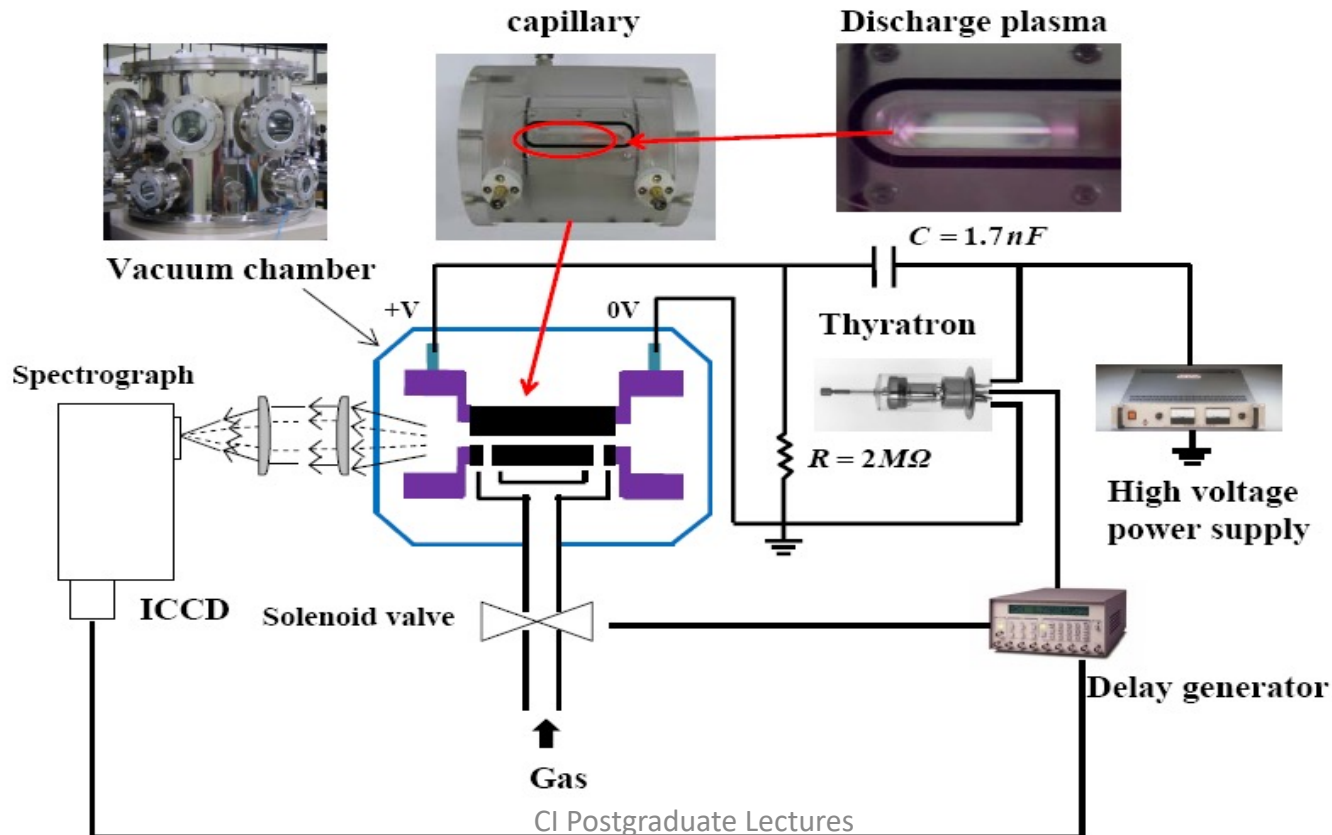 capillary
Discharge plasma
C = 1.7nF
Vacuum chamber
+V
0V
Thyratron
Spectrograph
R = 2MΩ
High voltage
power supply
ICCD
Solenoid valve
Delay generator
Gas
CI Postgraduate Lectures